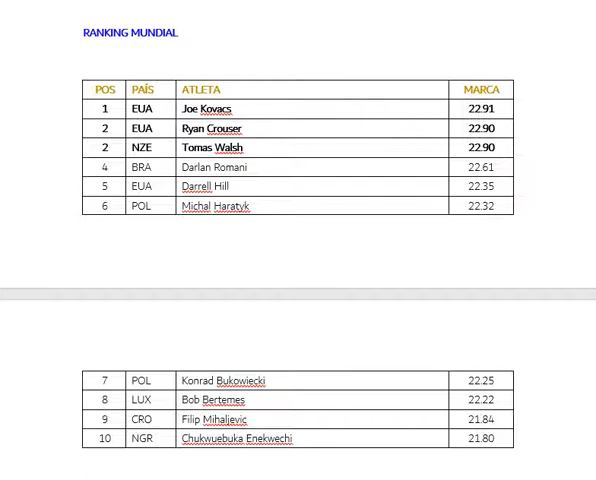 RANKING MUNDIAL
POS PAÍS ATLETA MARCA
1 EUA Joe Kovacs 22.91
2 EUA Ryan Crouser 22.90
2 NZE Tomas Walsh 22.90
4 BRA Darlan Romani 22.61
5 EUA Darrell Hill 22.35
6 POL Michal Haratyk 22.32
7 POL Konrad Bukowiecki 22.25
8 LUX Bob Bertemes 22.22
9 CRO Filip Mihaljevic 21.84
10 NGR Chukwuebuka Enekwechi 21.80